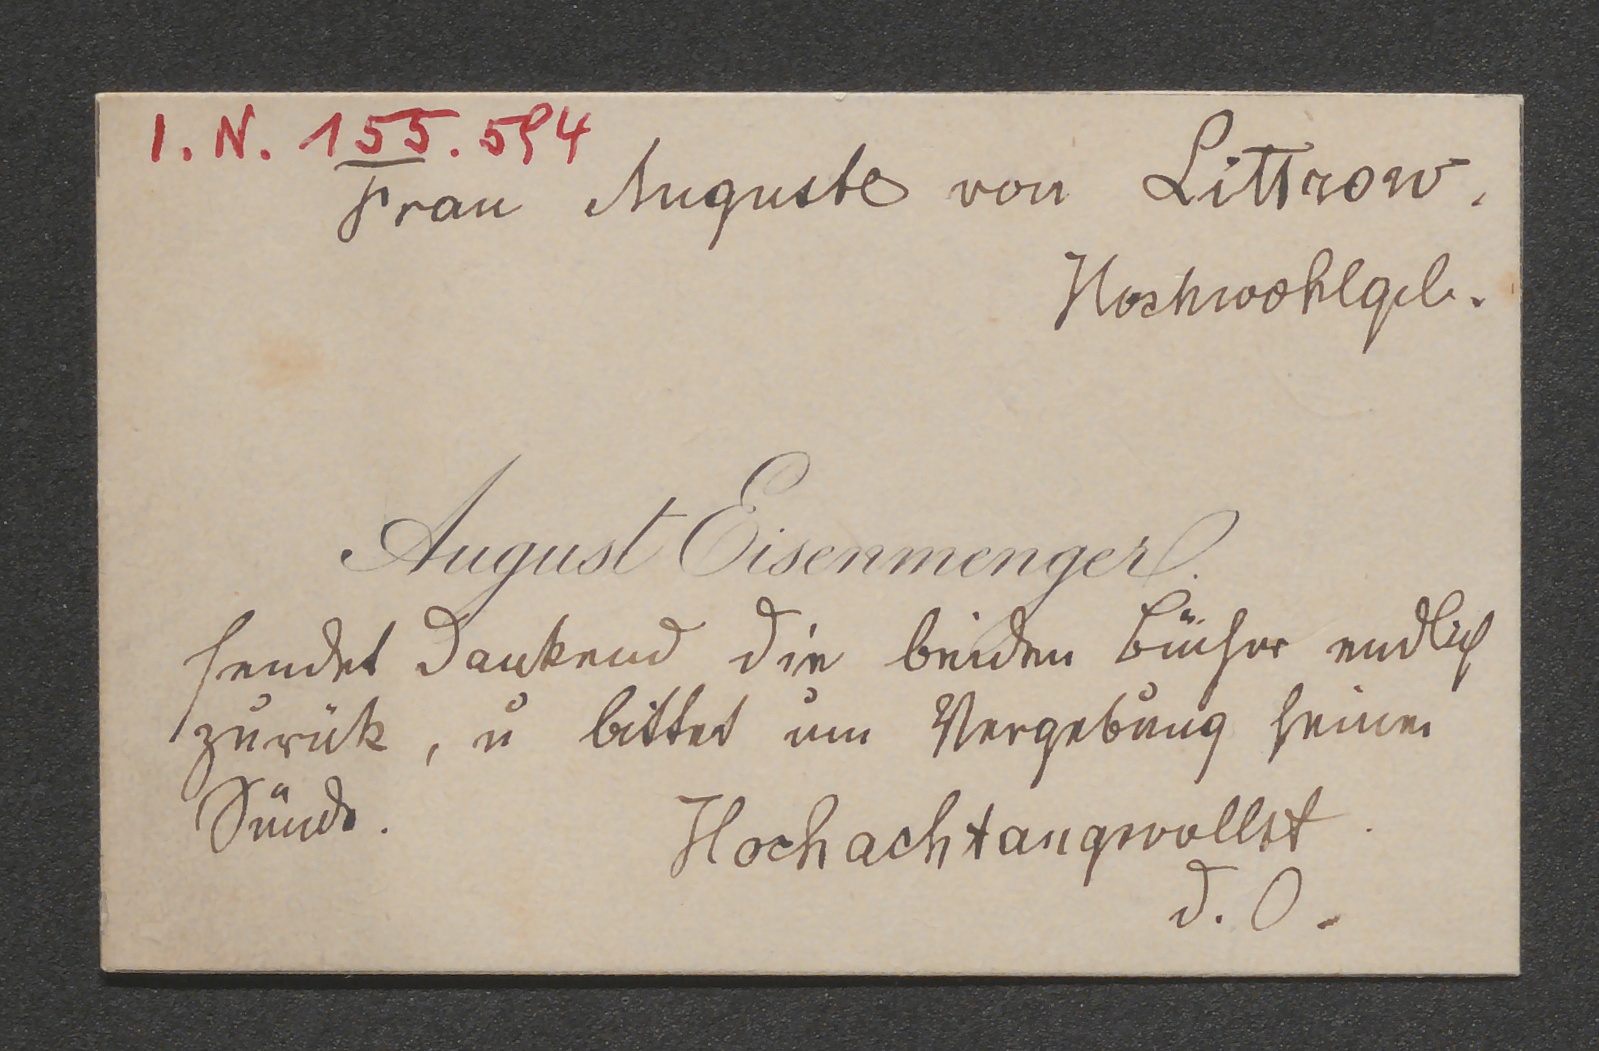 I. N. 155.594
Frau Auguste von Littrow.
Hochwohlgeb.
August Eisenmenger.
sendet dankend die beiden Bücher endlich
zurük, u bittet um Vergebung seiner
Sünde.
Hochachtungsvollst
d. O.